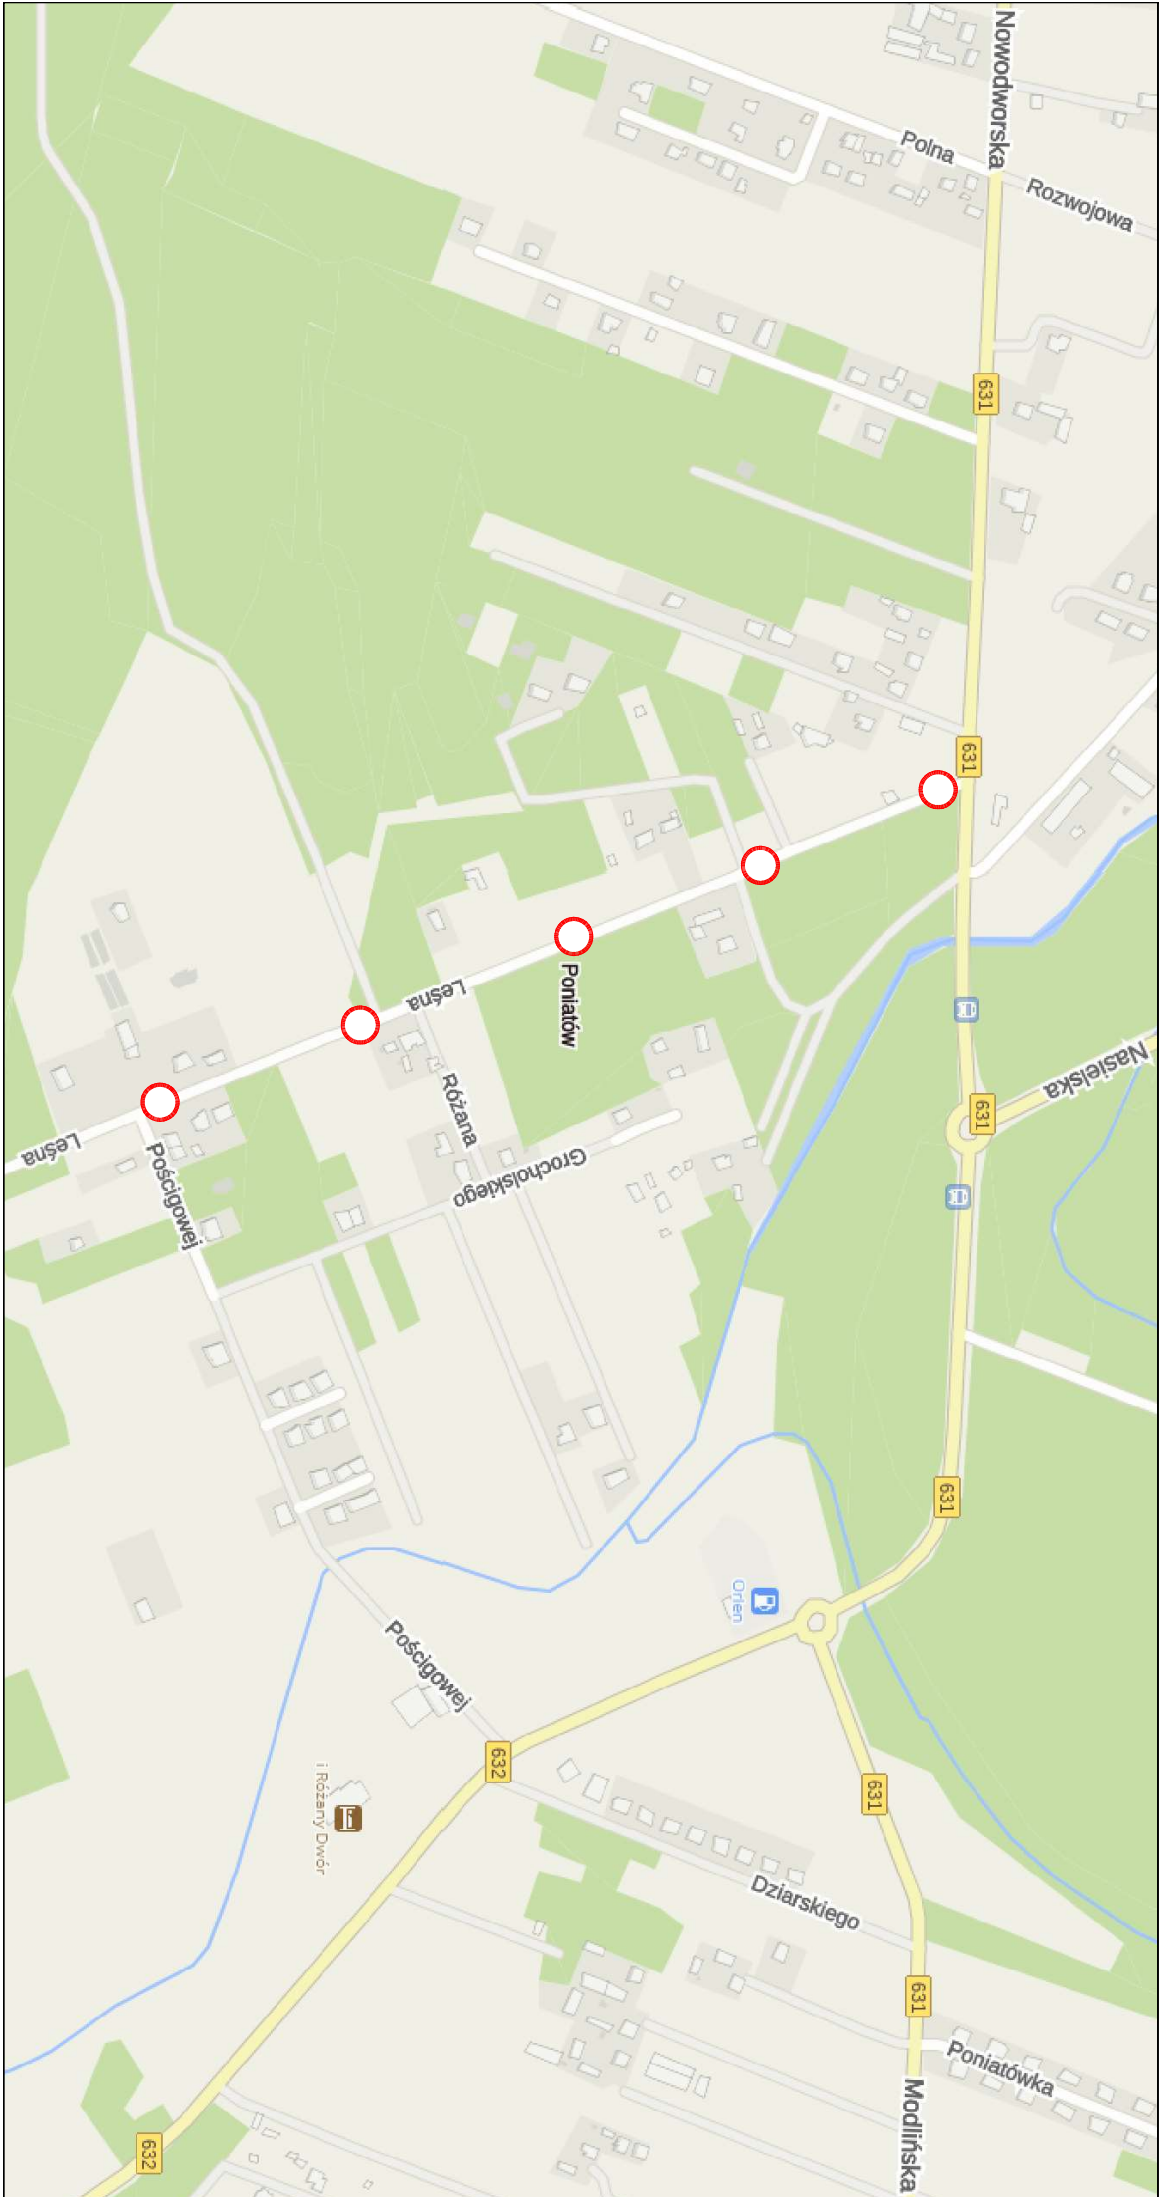 Nowodworska
Polna
Rozwojowa
631
631
Poniatów
Leśna
Różana
Grocholskiego
Nasielska
631
Leśna
Pościgowej
631
Orlen
Pościgowej
632
631
i Różany Dwór
Dziarskiego
631
Poniatówka
Modlińska
632